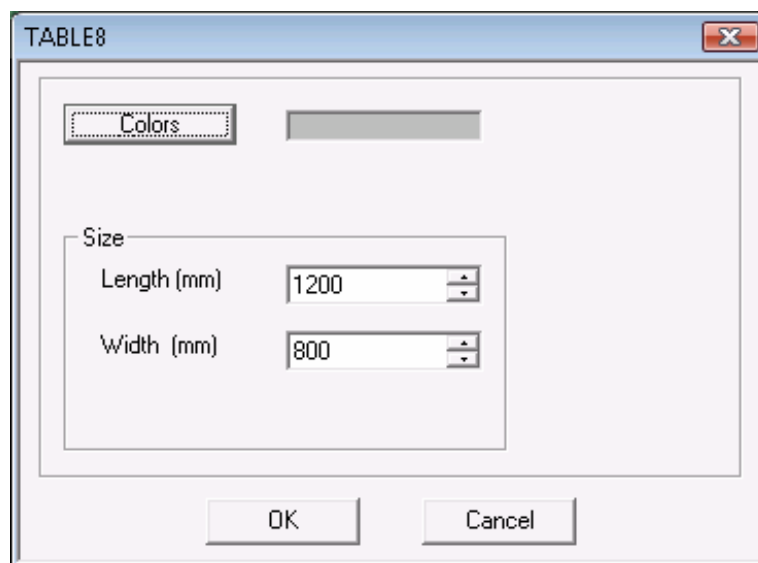 TABLE8
Colors
Size
Length (mm) 1200
Width (mm) 800
OK Cancel